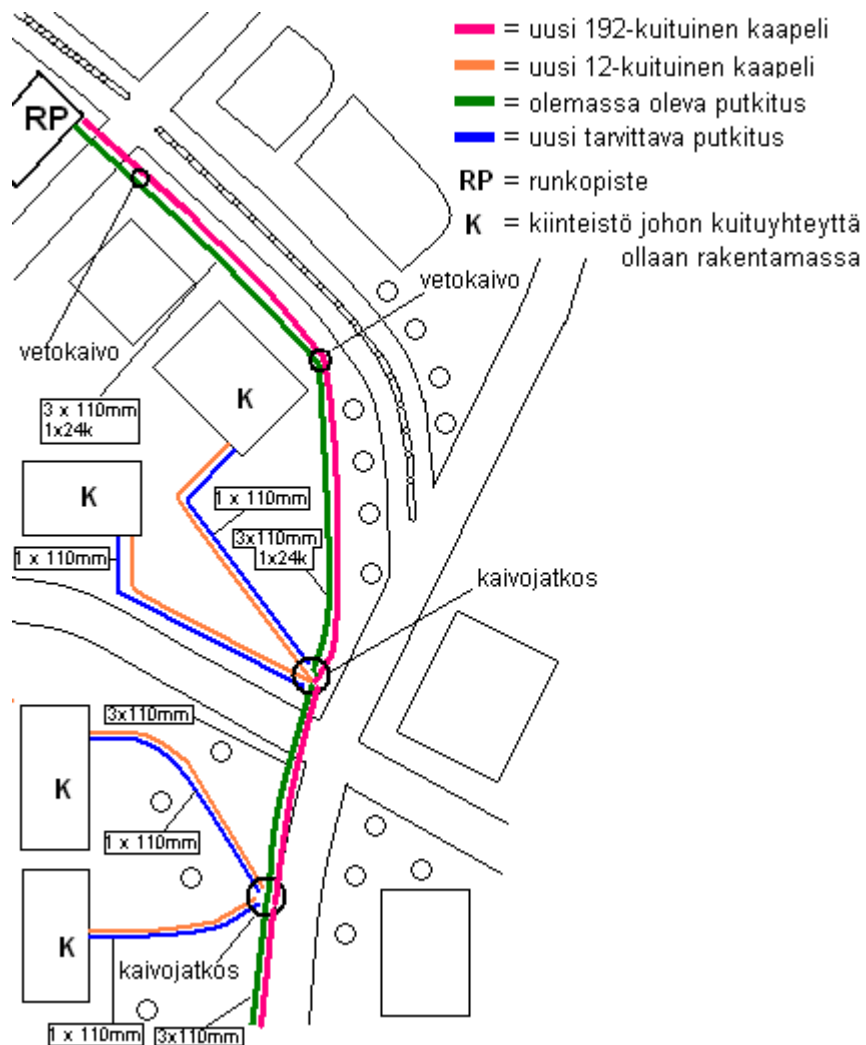 = uusi 192-kuituinen kaapeli
= uusi 12-kuituinen kaapeli
= olemassa oleva putkitus
= uusi tarvittava putkitus
RP = runkopiste
K = kiinteistö johon kuituyhteyttä
ollaan rakentamassa
RP
vetokaivo
vetokaivo
3 x 110mm
1x24k
K
K
1 x 110mm
3x110mm
1x24k
1 x 110mm
kaivojatkos
3x110mm
K
1 x 110mm
K
kaivojatkos
1 x 110mm
3x110mm